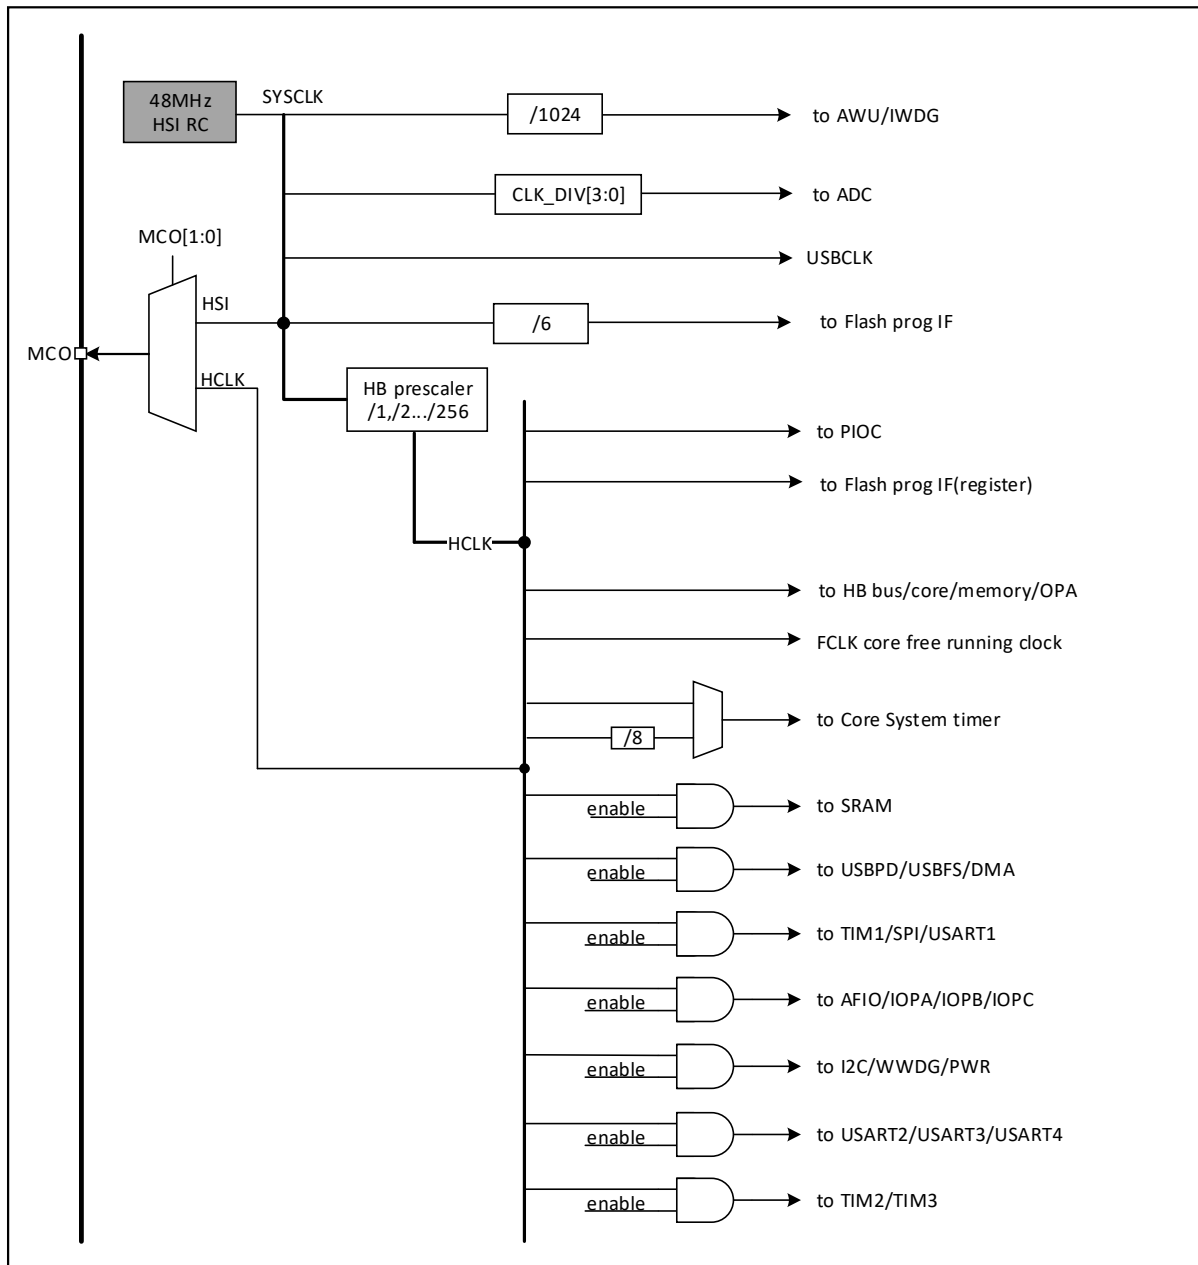 48MHz
HSI RC
SYSCLK
/1024
to AWU/IWDG
CLK_DIV[3:0]
to ADC
MCO[1:0]
USBCLK
HSI
/6
to Flash prog IF
MCO
HCLK
HB prescaler
/1,/2.../256
to PIOC
to Flash prog IF(register)
HCLK
to HB bus/core/memory/OPA
FCLK core free running clock
/8
to Core System timer
enable
to SRAM
enable
to USBPD/USBFS/DMA
enable
to TIM1/SPI/USART1
enable
to AFIO/IOPA/IOPB/IOPC
enable
to I2C/WWDG/PWR
enable
to USART2/USART3/USART4
enable
to TIM2/TIM3